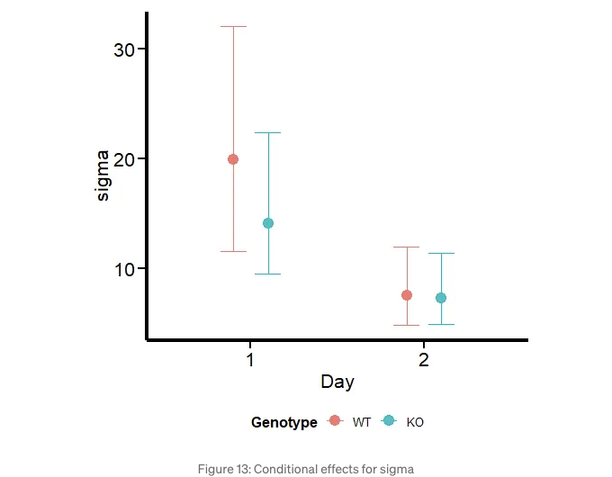 30
20
10
sigma
1 2
Day
Genotype WT KO
Figure 13: Conditional effects for sigma